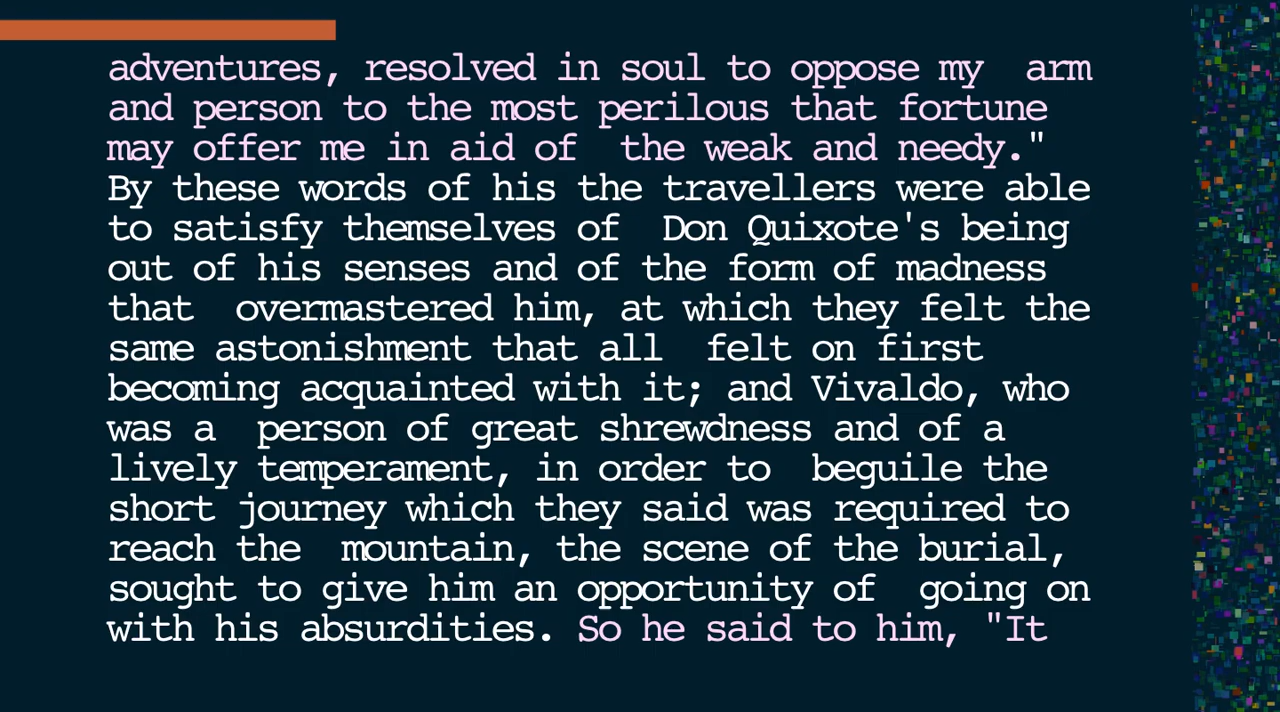 adventures, resolved in soul to oppose my  arm
and person to the most perilous that fortune
may offer me in aid of  the weak and needy."
By these words of his the travellers were able
to satisfy themselves of  Don Quixote's being
out of his senses and of the form of madness
that  overmastered him, at which they felt the
same astonishment that all  felt on first
becoming acquainted with it; and Vivaldo, who
was a  person of great shrewdness and of a
lively temperament, in order to  beguile the
short journey which they said was required to
reach the  mountain, the scene of the burial,
sought to give him an opportunity of  going on
with his absurdities. So he said to him, "It